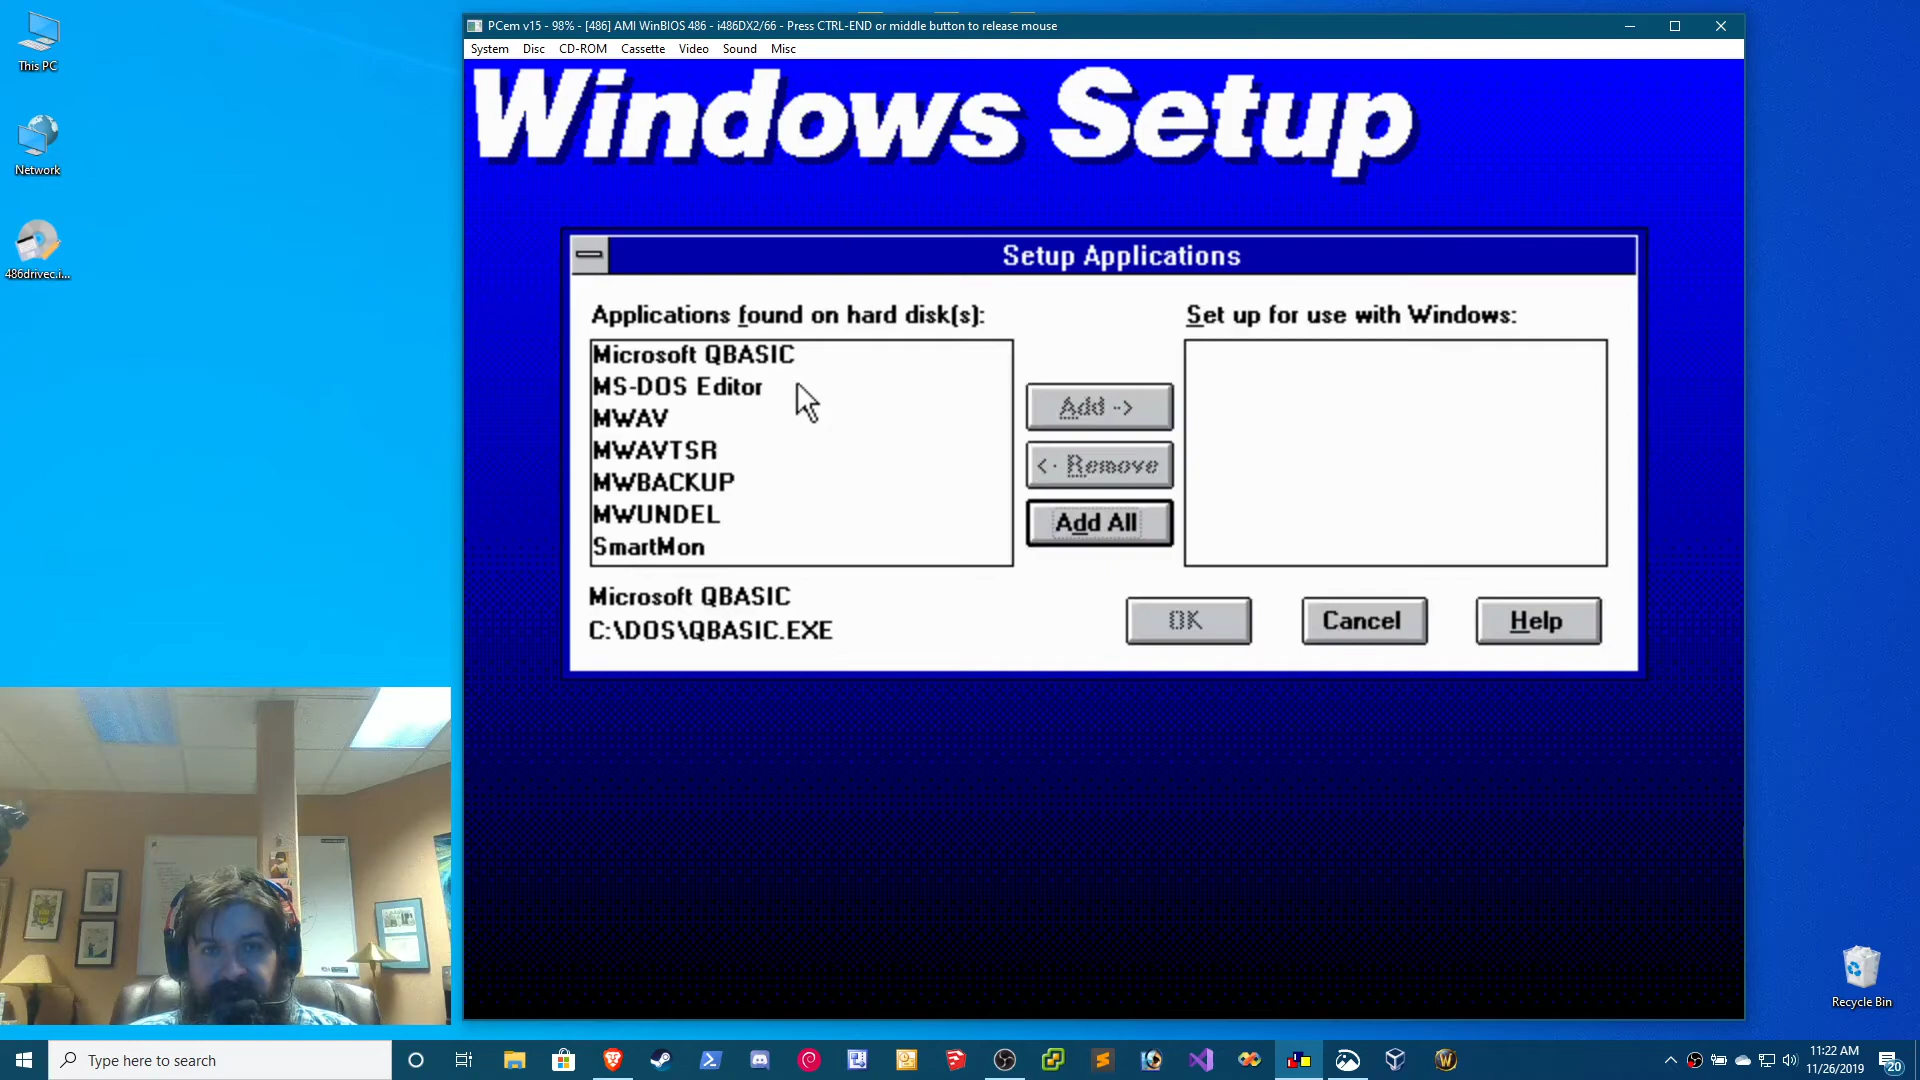 This PC
Network
486drivec.i...
PCem v15 - 98% - [486] AMI WinBIOS 486 - i486DX2/66 - Press CTRL-END or middle button to release mouse
System Disc CD-ROM Cassette Video Sound Misc
Windows Setup
Setup Applications
Applications found on hard disk(s):
Microsoft QBASIC
MS-DOS Editor
MWAV
MWAVTSR
MWBACKUP
MWUNDEL
SmartMon
Add ->
<- Remove
Add All
Set up for use with Windows:
Microsoft QBASIC
C:\DOS\QBASIC.EXE
OK Cancel Help
Recycle Bin
Type here to search
11:22 AM
11/26/2019
20